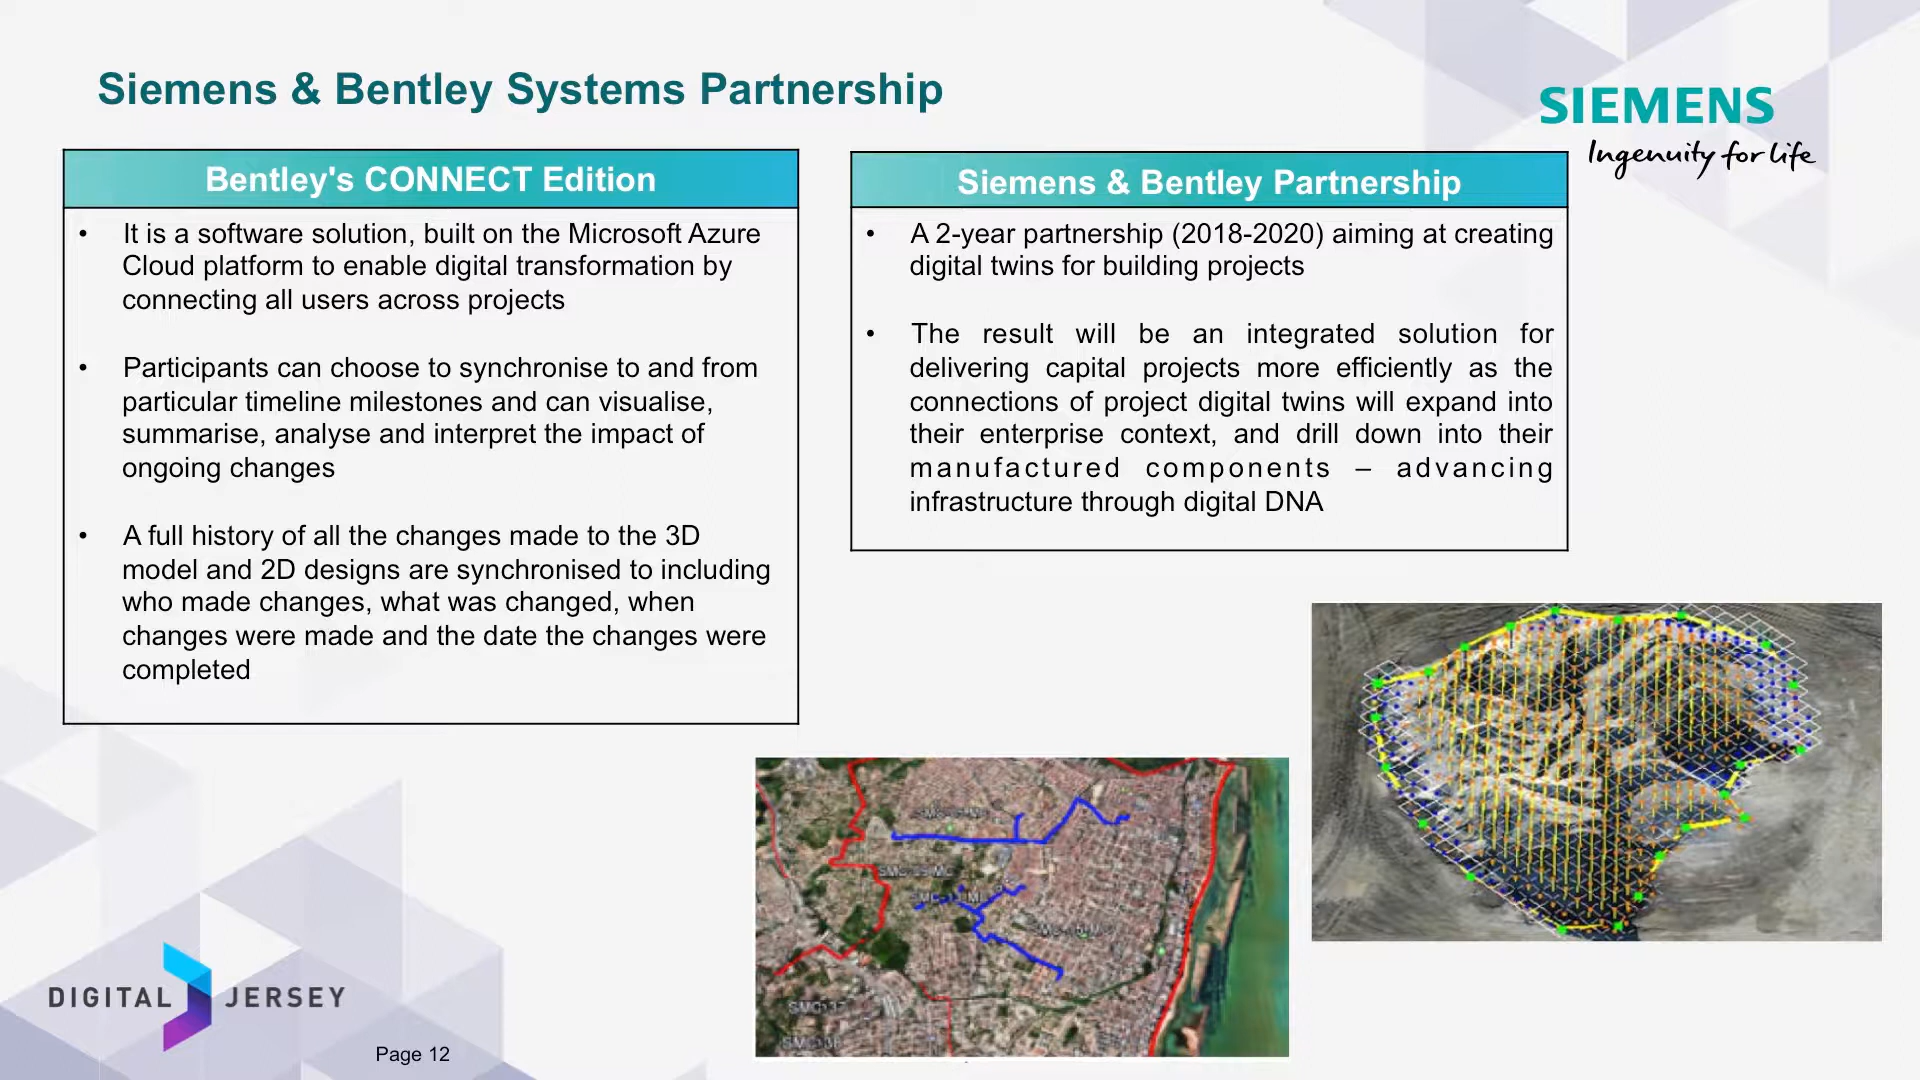 Siemens & Bentley Systems Partnership
SIEMENS
Ingenuity for life
Bentley's CONNECT Edition
• It is a software solution, built on the Microsoft Azure
Cloud platform to enable digital transformation by
connecting all users across projects
• Participants can choose to synchronise to and from
particular timeline milestones and can visualise,
summarise, analyse and interpret the impact of
ongoing changes
• A full history of all the changes made to the 3D
model and 2D designs are synchronised to including
who made changes, what was changed, when
changes were made and the date the changes were
completed
Siemens & Bentley Partnership
• A 2-year partnership (2018-2020) aiming at creating
digital twins for building projects
• The result will be an integrated solution for
delivering capital projects more efficiently as the
connections of project digital twins will expand into
their enterprise context, and drill down into their
manufactured components – advancing
infrastructure through digital DNA
DIGITAL JERSEY
Page 12